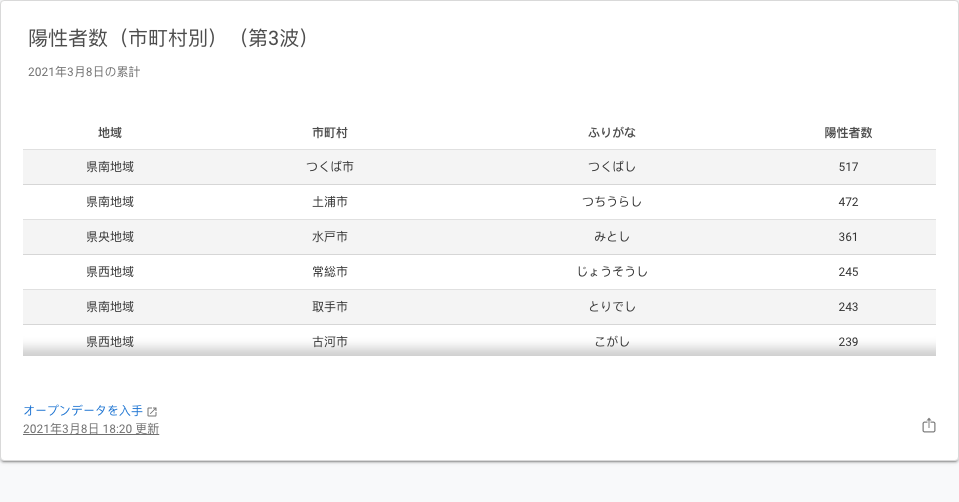 陽性者数（市町村別）（第3波）
2021年3月8日の累計
地域 市町村 ふりがな 陽性者数
県南地域 つくば市 つくばし 517
県南地域 土浦市 つちうらし 472
県央地域 水戸市 みとし 361
県西地域 常総市 じょうそうし 245
県南地域 取手市 とりでし 243
県西地域 古河市 こがし 239
オープンデータを入手
2021年3月8日 18:20 更新